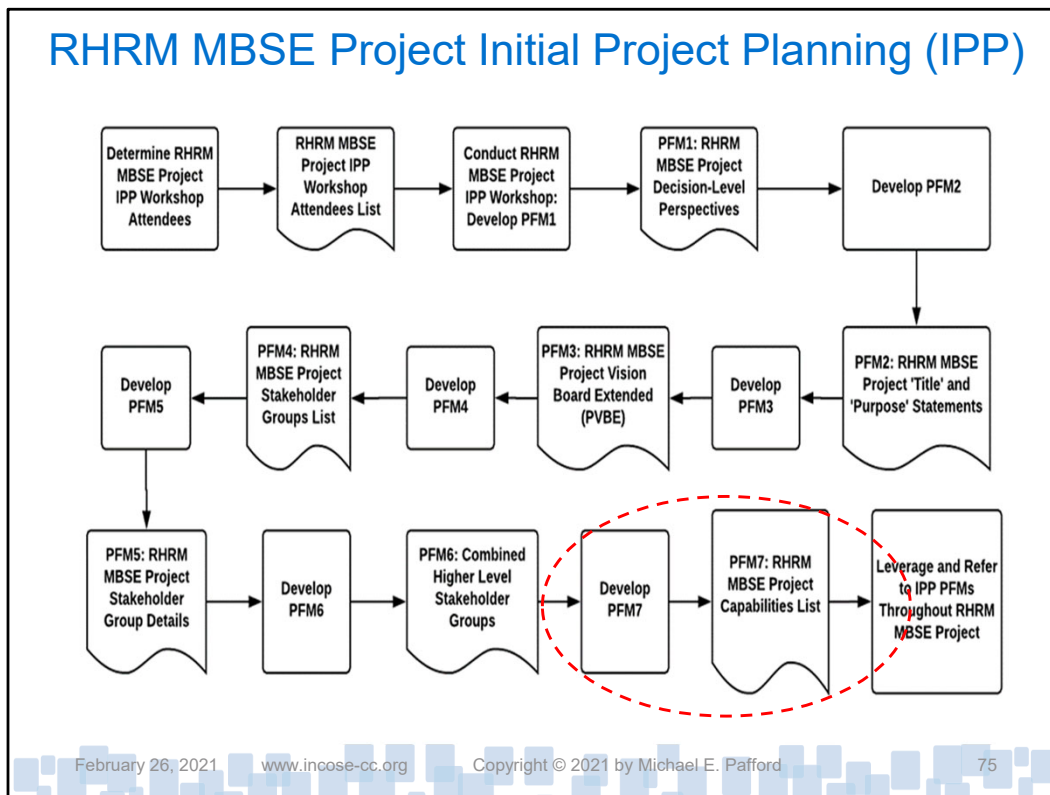 RHRM MBSE Project Initial Project Planning (IPP)
Determine RHRM
MBSE Project
IPP Workshop
Attendees
RHRM MBSE
Project IPP
Workshop
Attendees List
Conduct RHRM
MBSE Project
IPP Workshop:
Develop PFM1
PFM1: RHRM
MBSE Project
Decision-Level
Perspectives
Develop PFM2
PFM2: RHRM MBSE
Project 'Title' and
'Purpose' Statements
Develop
PFM3
PFM3: RHRM MBSE
Project Vision
Board Extended
(PVBE)
Develop
PFM4
PFM4: RHRM
MBSE Project
Stakeholder
Groups List
Develop
PFM5
PFM5: RHRM
MBSE Project
Stakeholder
Group Details
Develop
PFM6
PFM6: Combined
Higher Level
Stakeholder
Groups
Develop
PFM7
PFM7: RHRM
MBSE Project
Capabilities List
Leverage and Refer
to IPP PFMs
Throughout RHRM
MBSE Project
February 26, 2021 www.incose-cc.org Copyright © 2021 by Michael E. Pafford 75